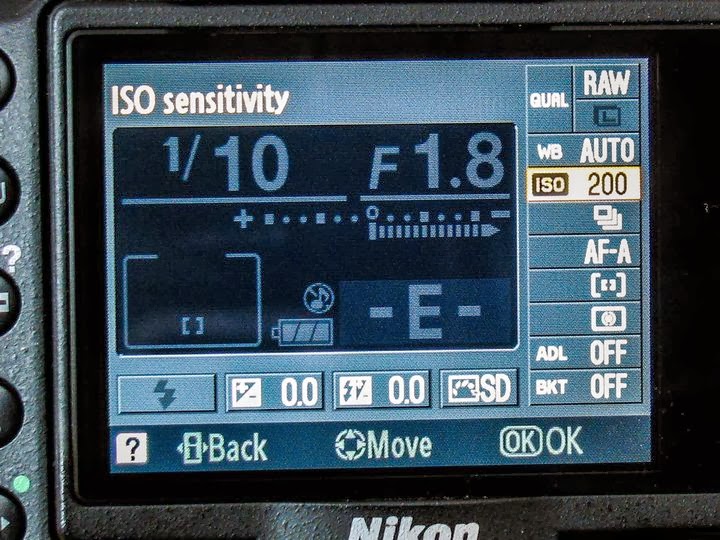 ISO sensitivity
QUAL RAW
L
1/10 F1.8
WB AUTO
ISO 200
+ -
AF-A
-E-
ADL OFF
BKT OFF
0.0 0.0 SD
? Back Move OK OK
?
Nikon